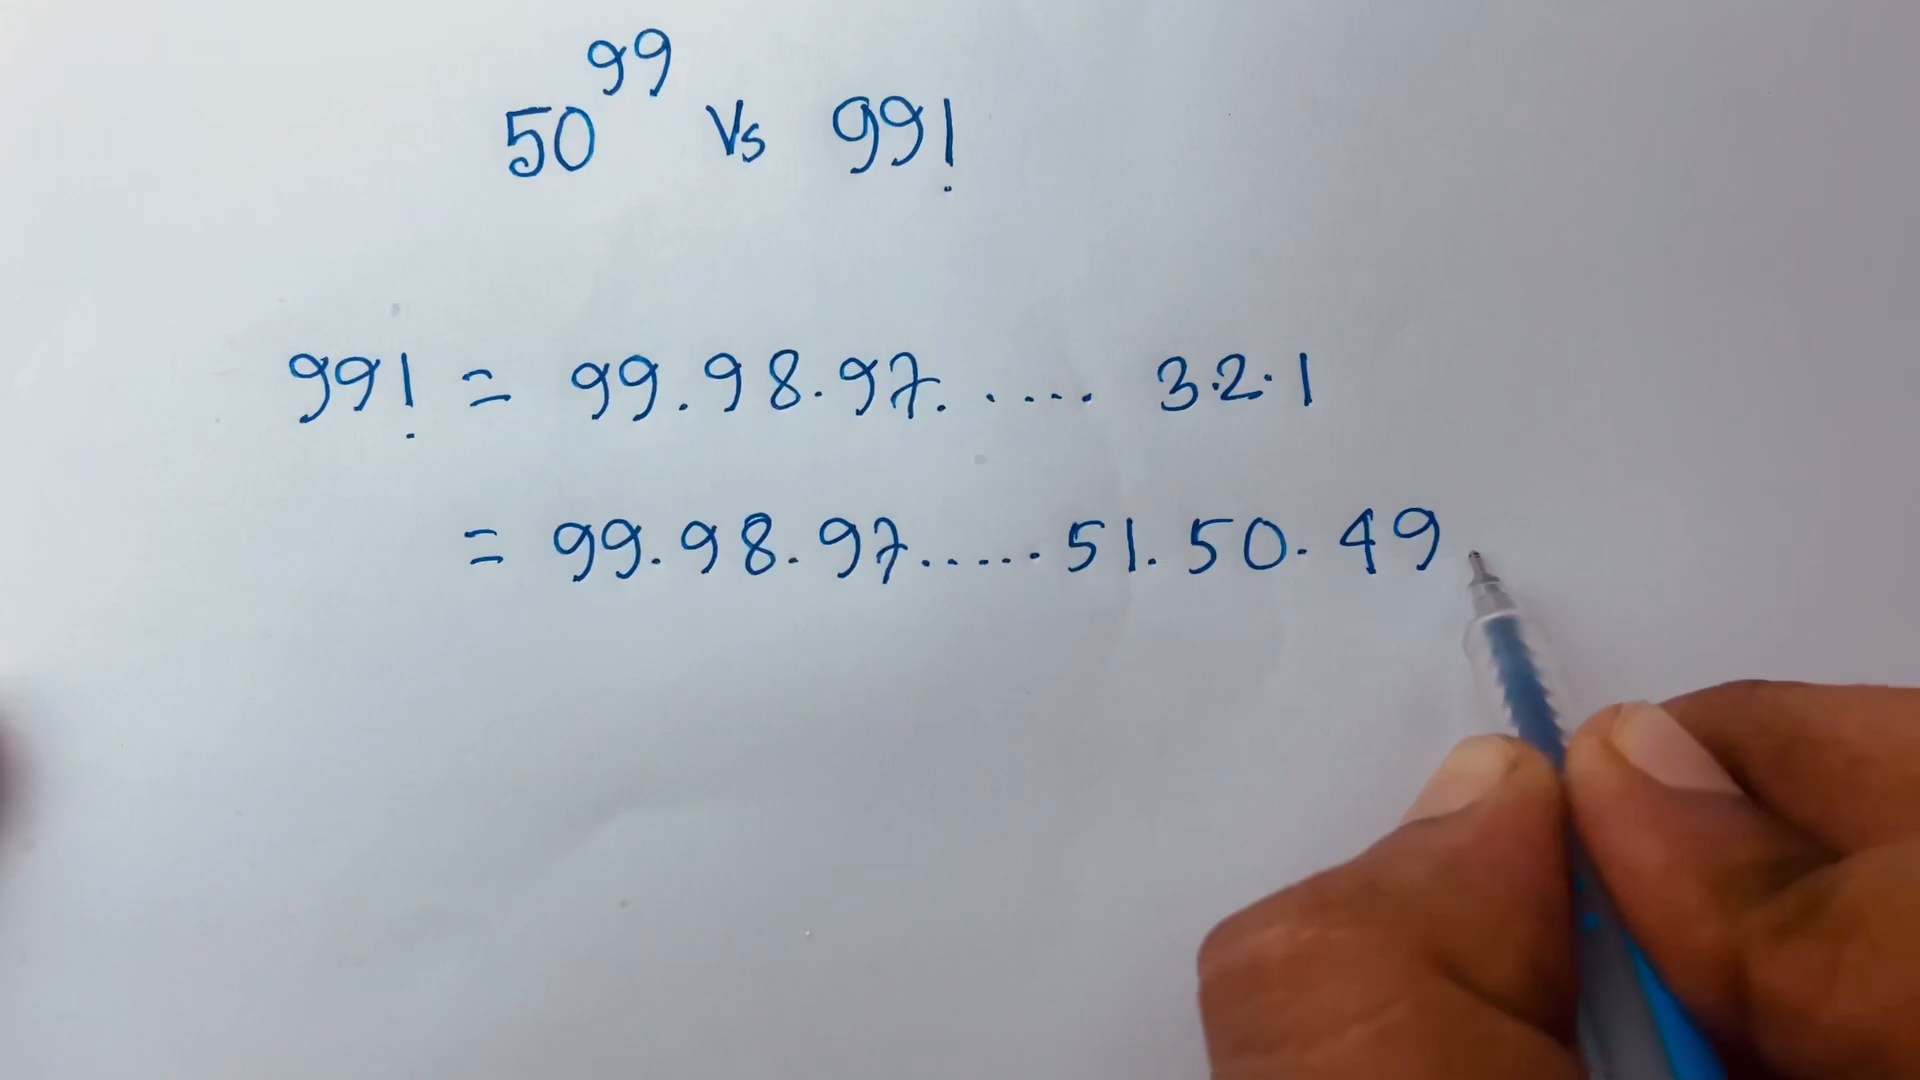 50^99 Vs 99!
99! = 99.98.97. ..... 3.2.1
= 99.98.97.....51.50.49